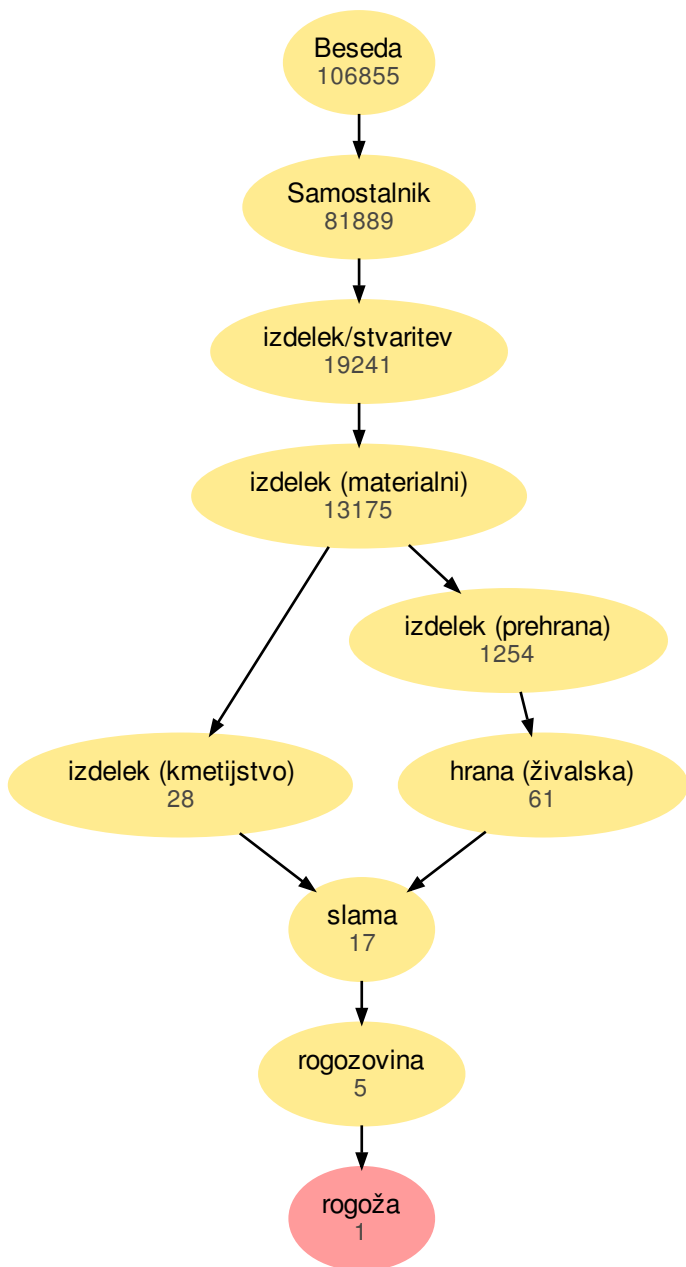 Beseda
106855
Samostalnik
81889
izdelek/stvaritev
19241
izdelek (materialni)
13175
izdelek (prehrana)
1254
izdelek (kmetijstvo)
28
hrana (živalska)
61
slama
17
rogozovina
5
rogoža
1